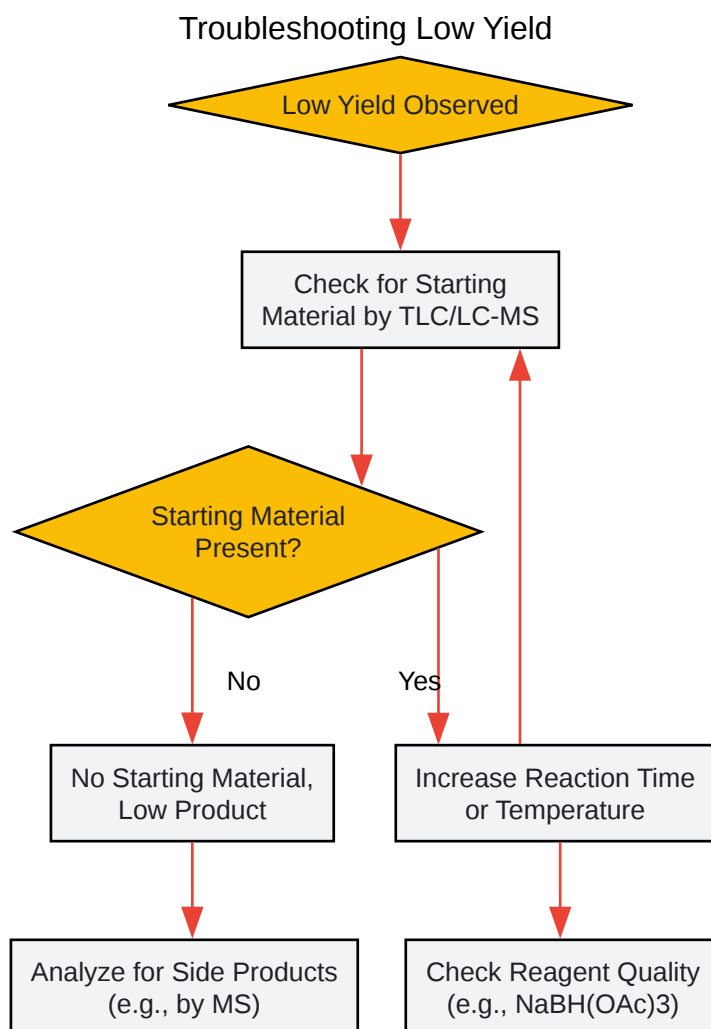 Troubleshooting Low Yield
Low Yield Observed
Check for Starting
Material by TLC/LC-MS
Starting Material
Present?
No
Yes
No Starting Material,
Low Product
Increase Reaction Time
or Temperature
Analyze for Side Products
(e.g., by MS)
Check Reagent Quality
(e.g., NaBH(OAc)3)